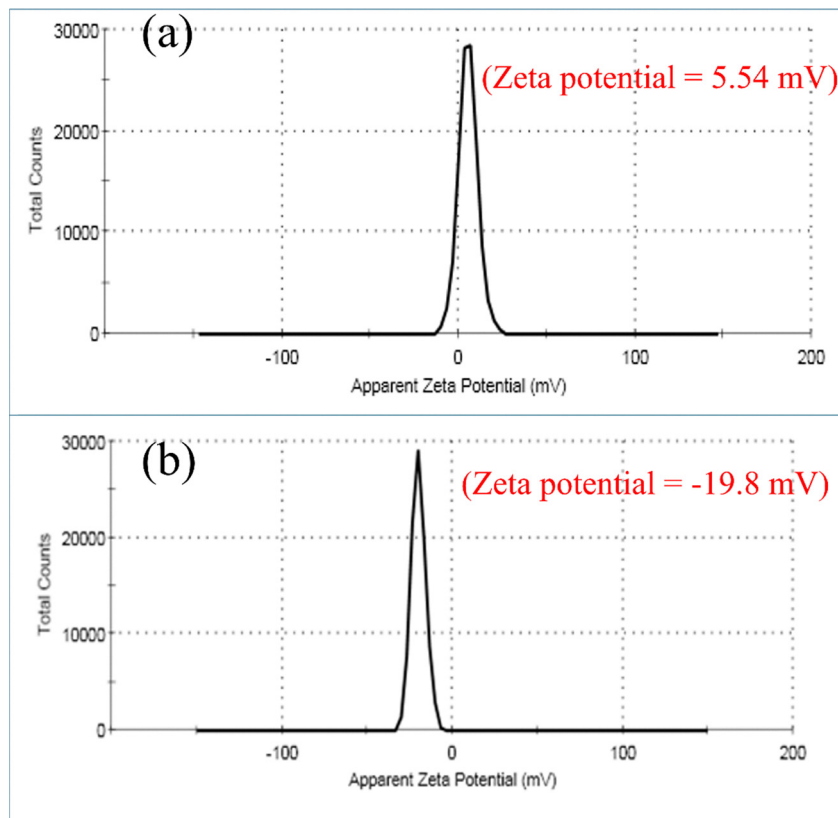 (a)
(Zeta potential = 5.54 mV)
30000
20000
10000
0
Total Counts
-100 0 100 200
Apparent Zeta Potential (mV)
(b)
(Zeta potential = -19.8 mV)
30000
20000
10000
0
Total Counts
-100 0 100 200
Apparent Zeta Potential (mV)